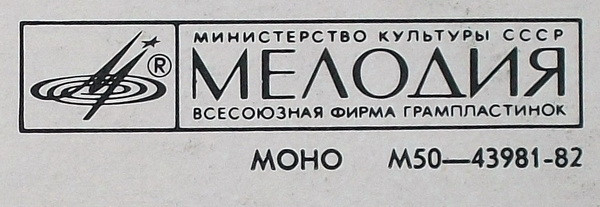 МИНИСТЕРСТВО КУЛЬТУРЫ СССР
®
МЕЛОДИЯ
ВСЕСОЮЗНАЯ ФИРМА ГРАМПЛАСТИНОК
МОНО М50—43981-82